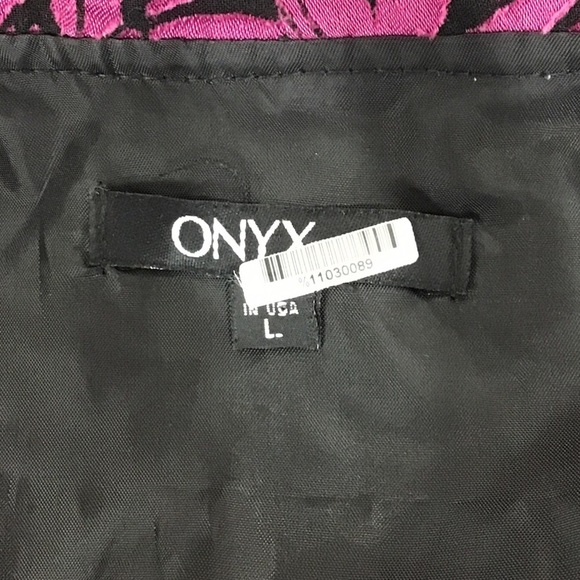 ONYX
11030089
IN USA
L